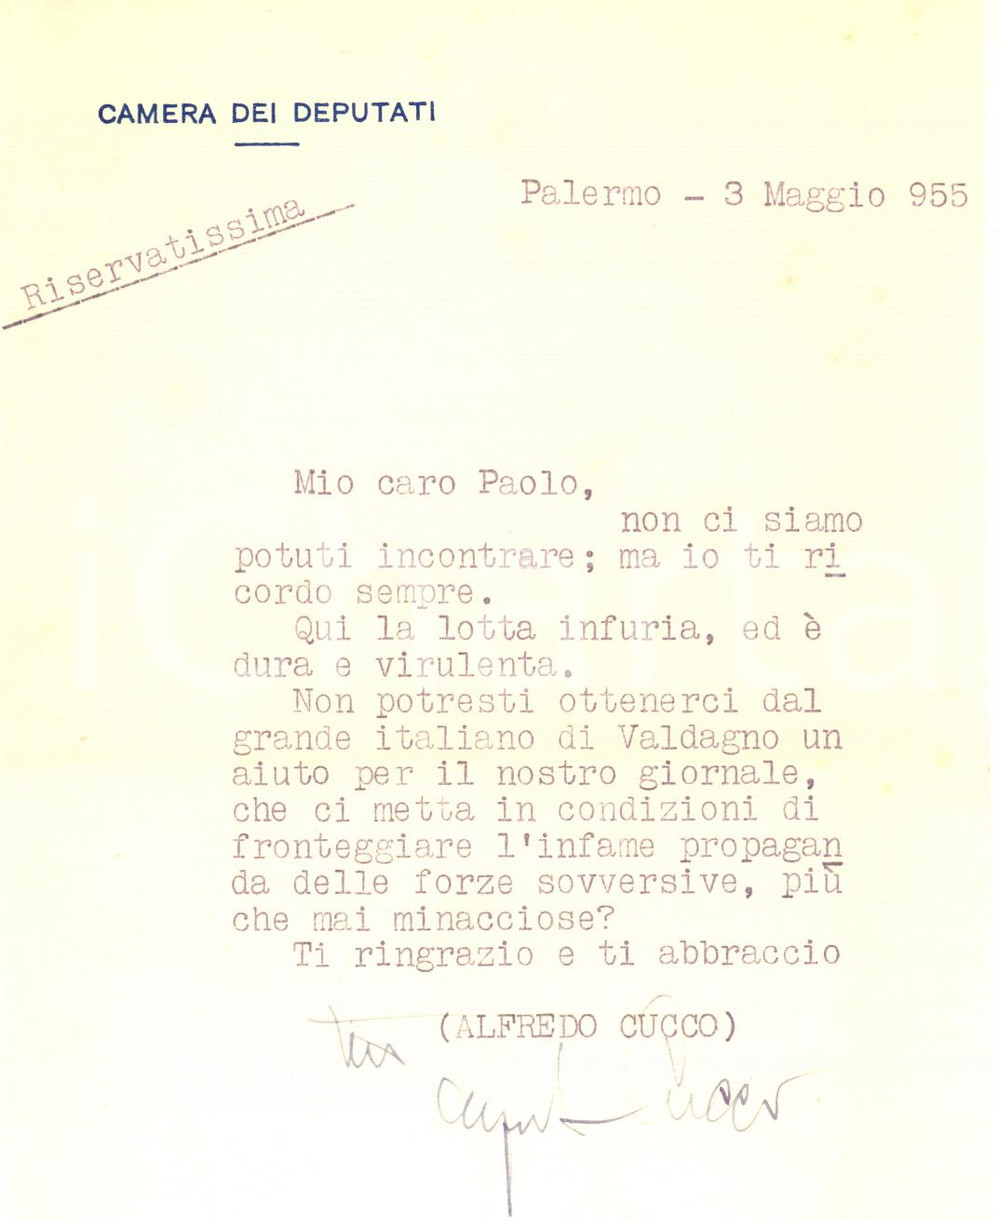 CAMERA DEI DEPUTATI
Palermo - 3 Maggio 955
Riservatissima
Mio caro Paolo,
non ci siamo
potuti incontrare; ma io ti ri
cordo sempre.
Qui la lotta infuria, ed è
dura e virulenta.
Non potresti ottenerci dal
grande italiano di Valdagno un
aiuto per il nostro giornale,
che ci metta in condizioni di
fronteggiare l'infame propagan
da delle forze sovversive, più
che mai minacciose?
Ti ringrazio e ti abbraccio
(ALFREDO CUCCO)
tuo
Alfredo Cucco